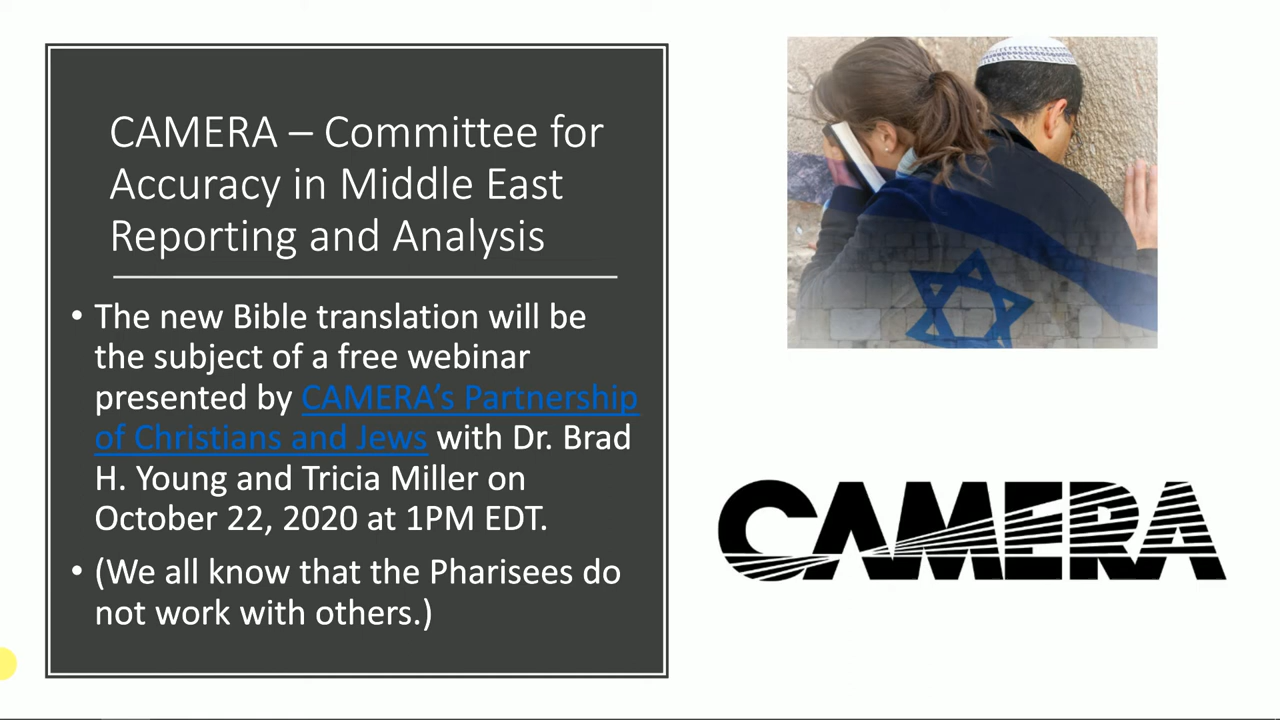 CAMERA – Committee for
Accuracy in Middle East
Reporting and Analysis
• The new Bible translation will be
the subject of a free webinar
presented by CAMERA’s Partnership
of Christians and Jews with Dr. Brad
H. Young and Tricia Miller on
October 22, 2020 at 1PM EDT.
• (We all know that the Pharisees do
not work with others.)
CAMERA